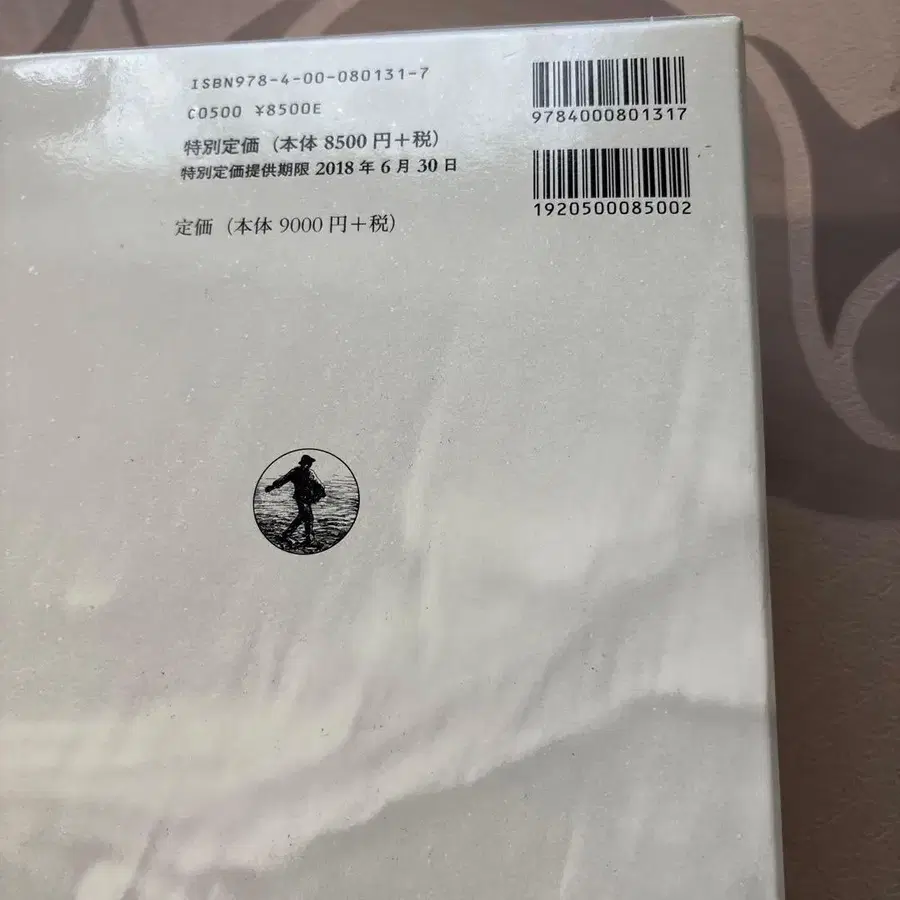 ISBN978-4-00-080131-7
C0500 ¥8500E
特別定価（本体 8500 円＋税）
特別定価提供期限 2018 年 6 月 30 日
定価（本体 9000 円＋税）
9784000801317
1920500085002